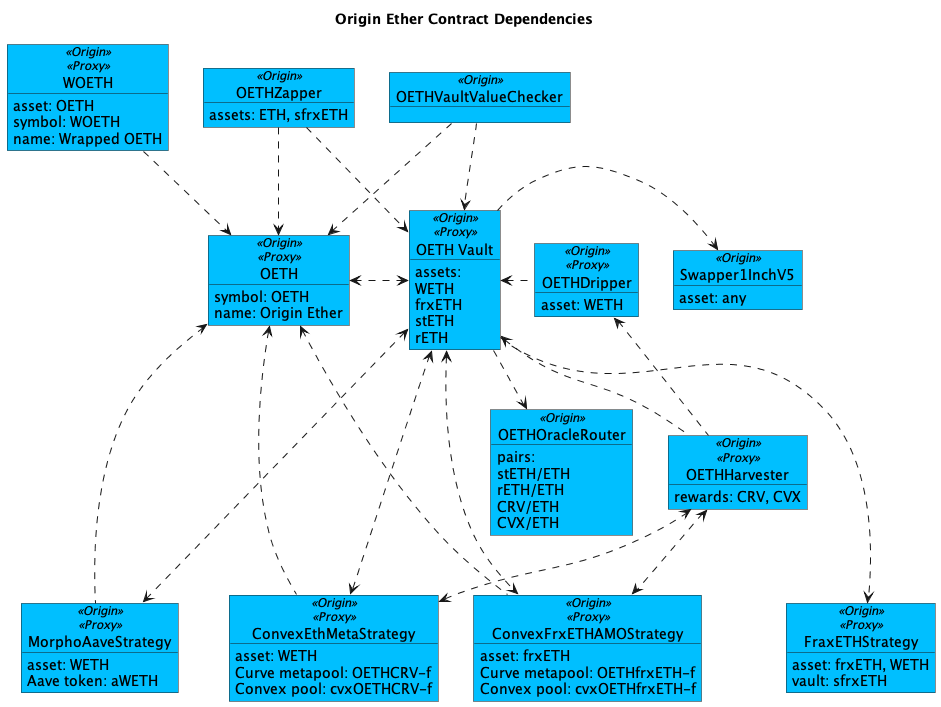 Origin Ether Contract Dependencies
«Origin»
«Proxy»
WOETH
asset: OETH
symbol: WOETH
name: Wrapped OETH
«Origin»
OETHZapper
assets: ETH, sfrxETH
«Origin»
OETHVaultValueChecker
«Origin»
«Proxy»
OETH
symbol: OETH
name: Origin Ether
«Origin»
«Proxy»
OETH Vault
assets:
WETH
frxETH
stETH
rETH
«Origin»
«Proxy»
OETHDripper
asset: WETH
«Origin»
Swapper1InchV5
asset: any
«Origin»
OETHOracleRouter
pairs:
stETH/ETH
rETH/ETH
CRV/ETH
CVX/ETH
«Origin»
«Proxy»
OETHHarvester
rewards: CRV, CVX
«Origin»
«Proxy»
MorphoAaveStrategy
asset: WETH
Aave token: aWETH
«Origin»
«Proxy»
ConvexEthMetaStrategy
asset: WETH
Curve metapool: OETHCRV-f
Convex pool: cvxOETHCRV-f
«Origin»
«Proxy»
ConvexFrxETHAMOStrategy
asset: frxETH
Curve metapool: OETHfrxETH-f
Convex pool: cvxOETHfrxETH-f
«Origin»
«Proxy»
FraxETHStrategy
asset: frxETH, WETH
vault: sfrxETH